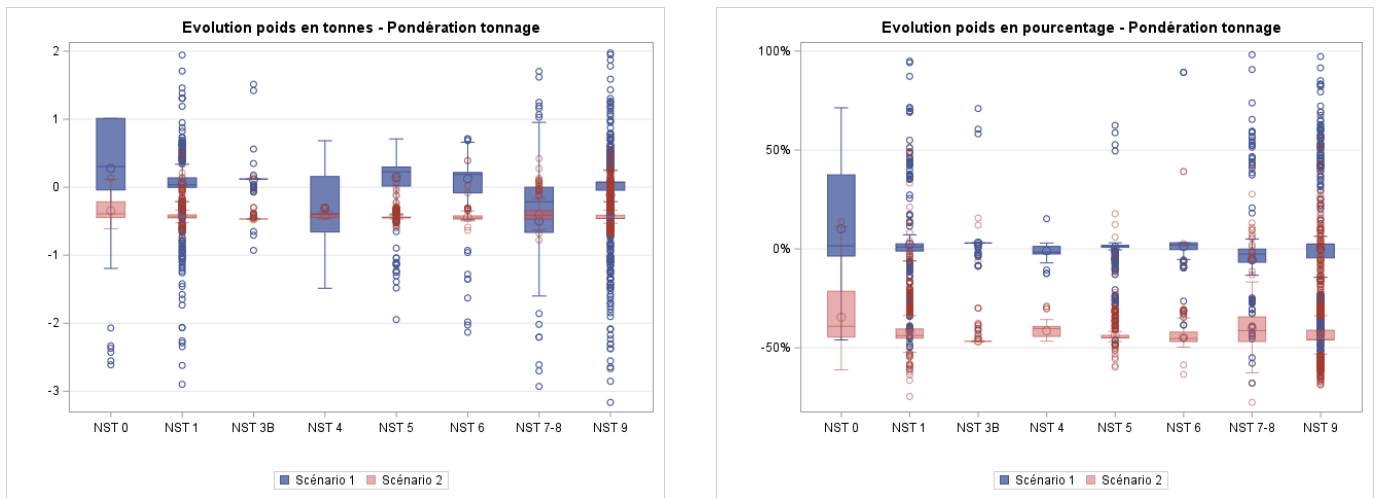 Evolution poids en tonnes - Pondération tonnage
2
1
0
-1
-2
-3
NST 0 NST 1 NST 3B NST 4 NST 5 NST 6 NST 7-8 NST 9
Scénario 1 Scénario 2
Evolution poids en pourcentage - Pondération tonnage
100%
50%
0%
-50%
NST 0 NST 1 NST 3B NST 4 NST 5 NST 6 NST 7-8 NST 9
Scénario 1 Scénario 2